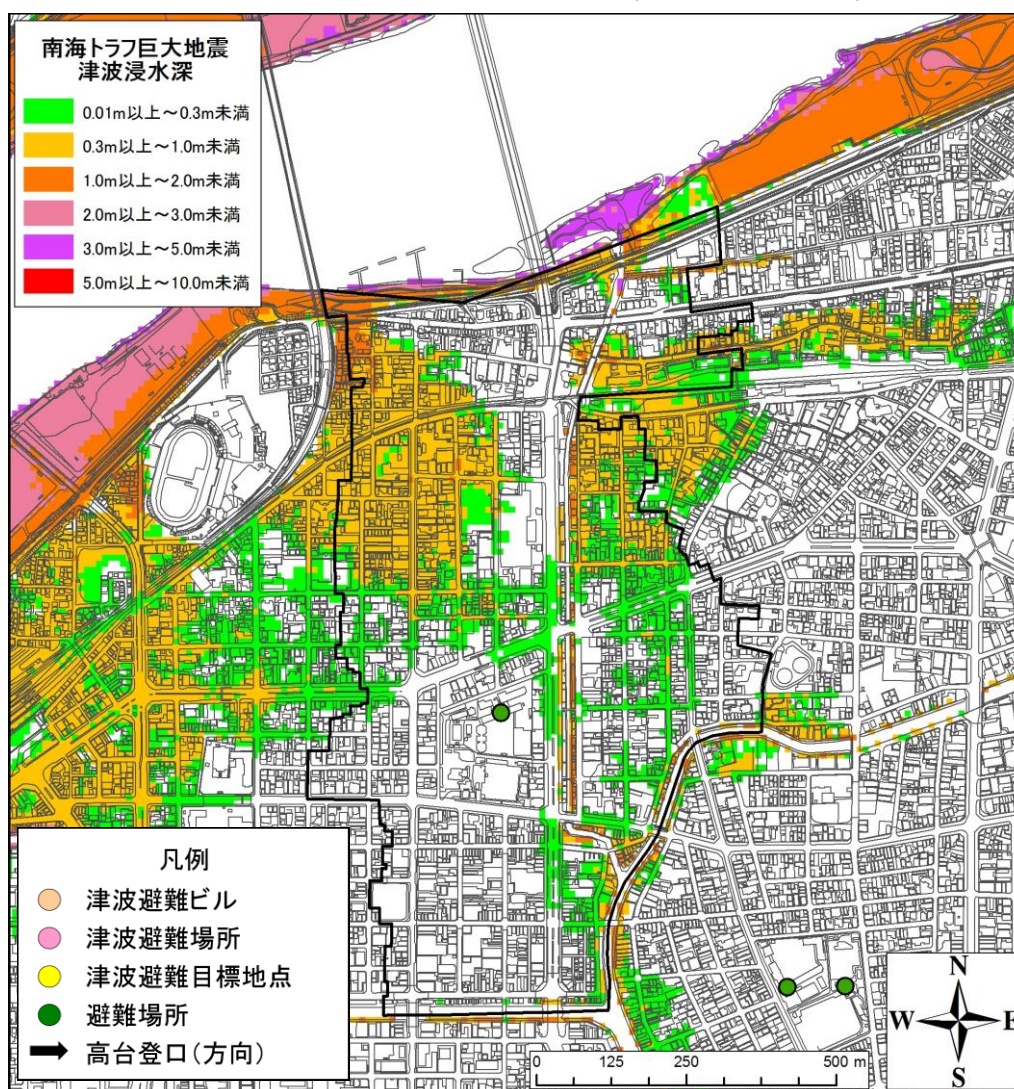 南海トラフ巨大地震
津波浸水深
0.01m以上～0.3m未満
0.3m以上～1.0m未満
1.0m以上～2.0m未満
2.0m以上～3.0m未満
3.0m以上～5.0m未満
5.0m以上～10.0m未満
凡例
津波避難ビル
津波避難場所
津波避難目標地点
避難場所
高台登口(方向)
N
W E
S
0 125 250 500 m